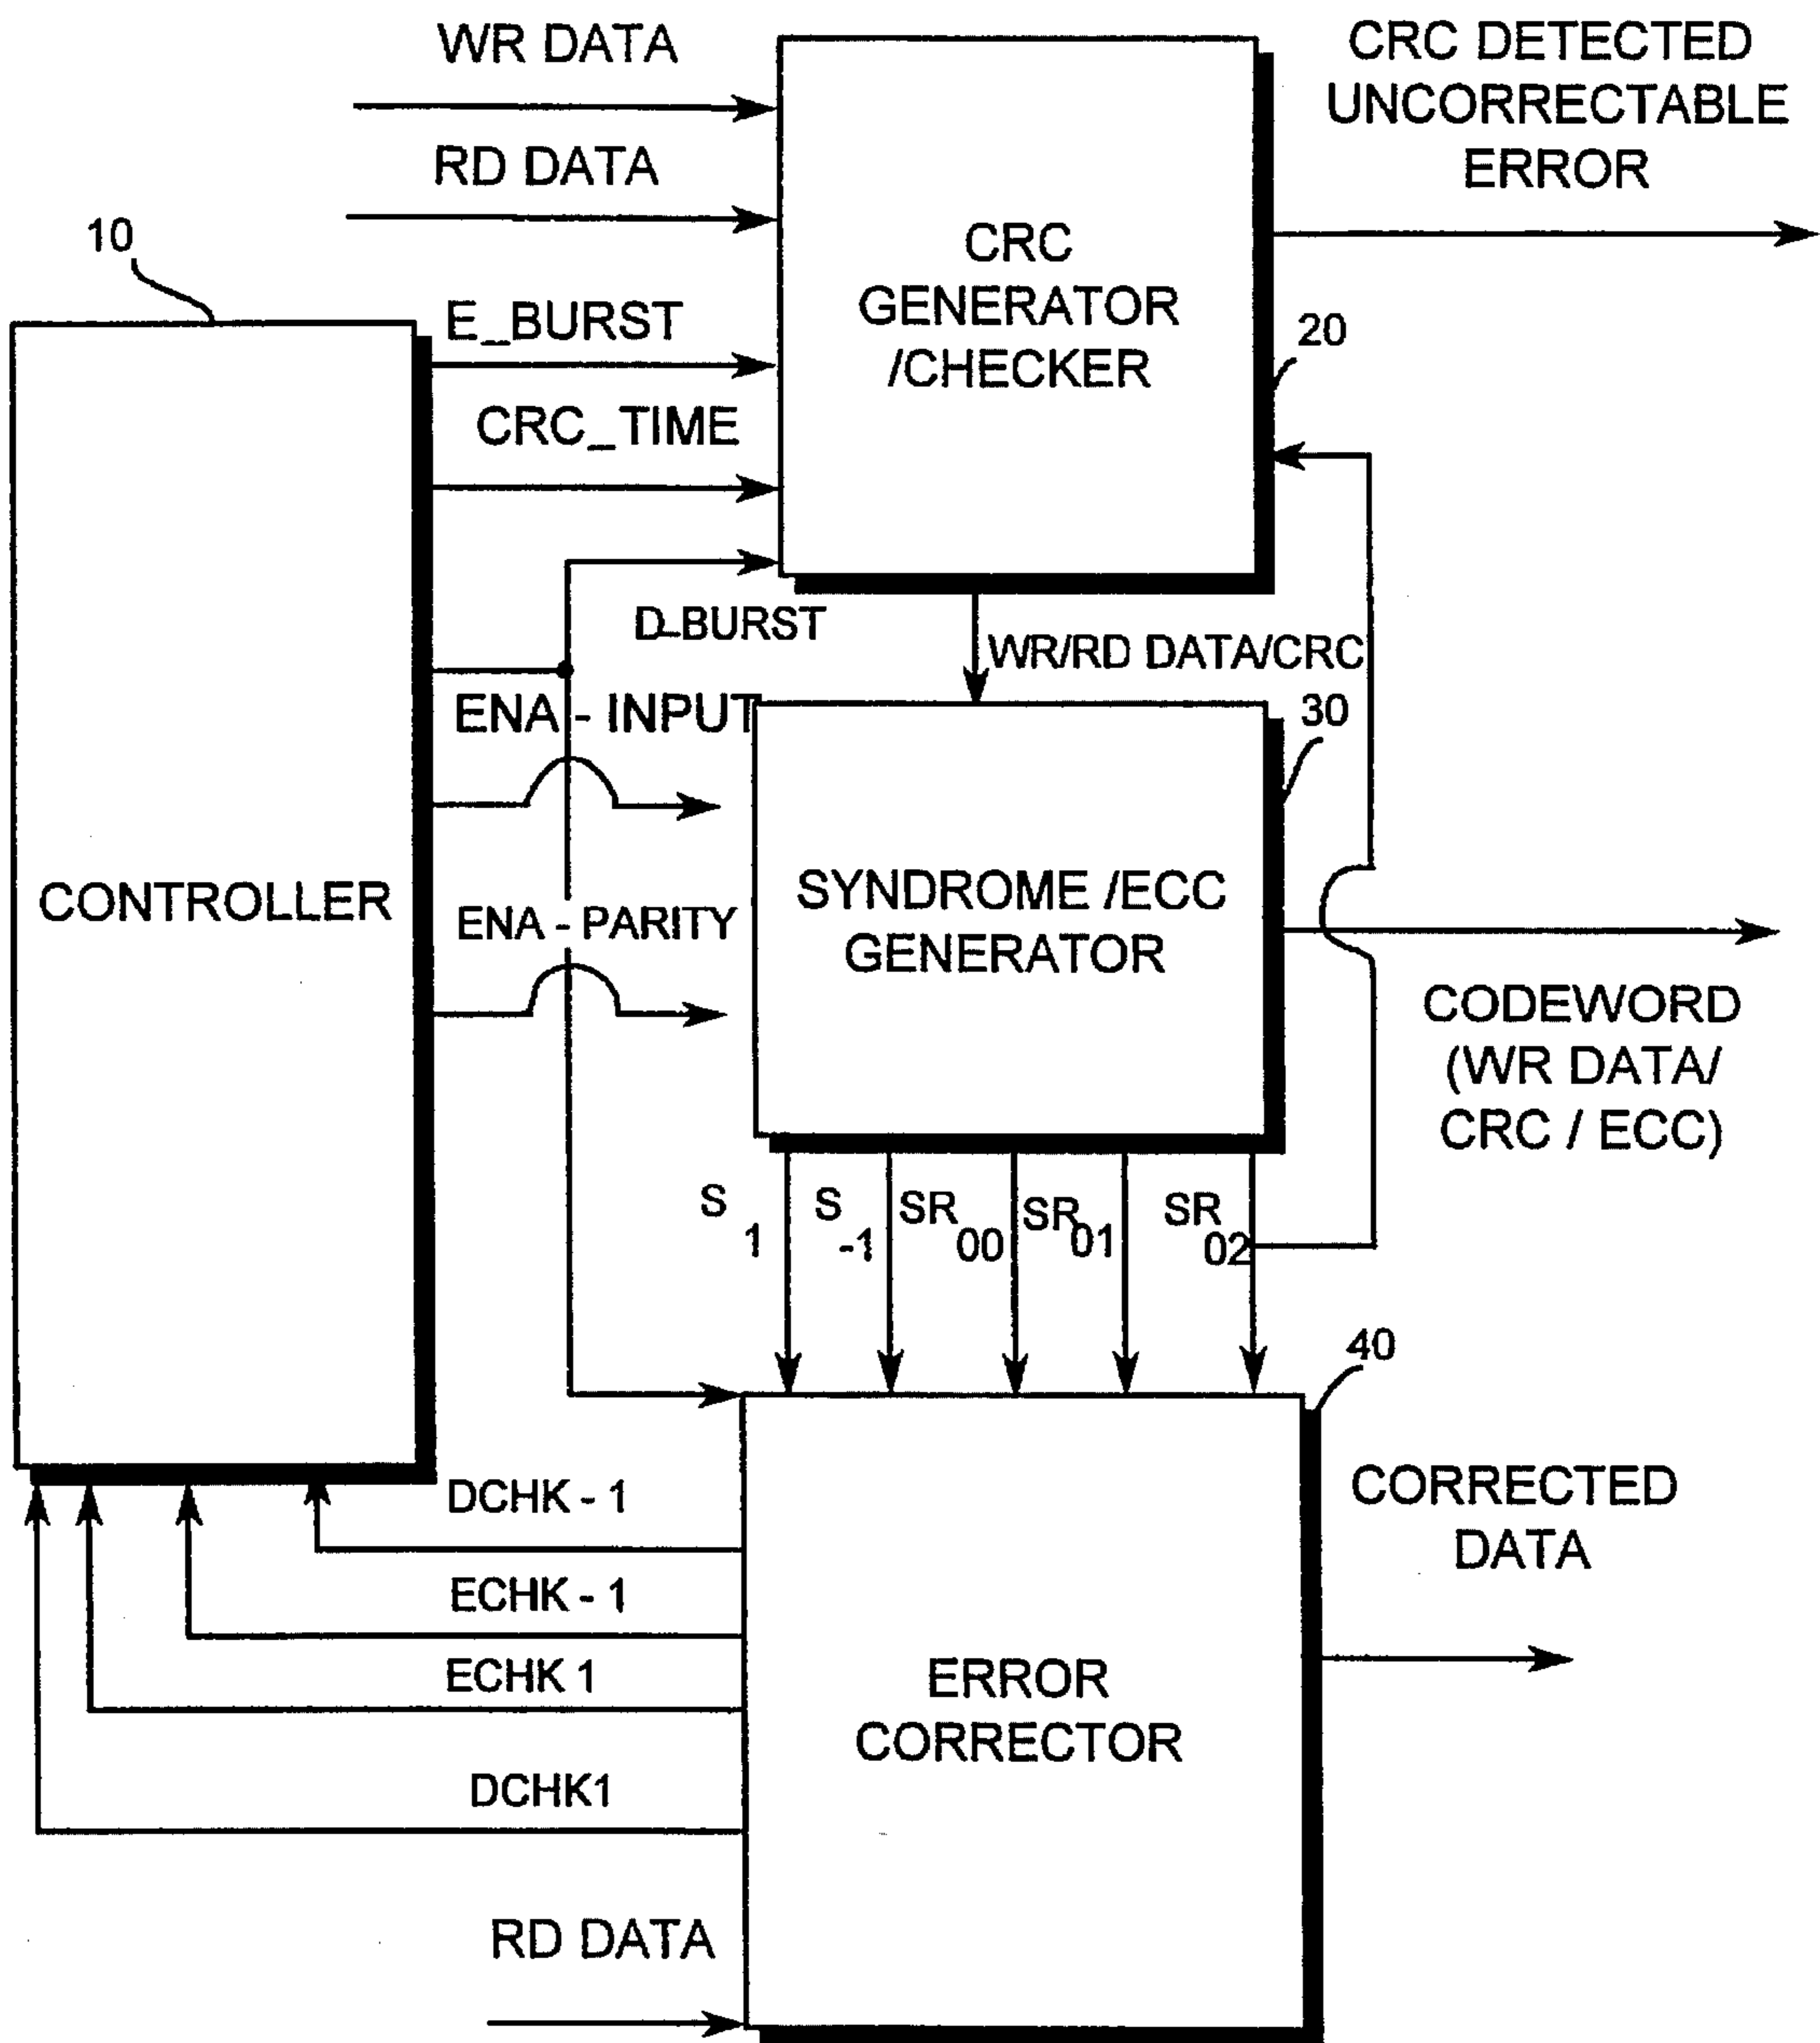 WR DATA
CRC DETECTED
UNCORRECTABLE
ERROR
RD DATA
10
CRC
GENERATOR
/CHECKER
20
E_BURST
CRC_TIME
D-BURST
WR/RD DATA/CRC
ENA - INPUT
30
CONTROLLER
SYNDROME /ECC
GENERATOR
ENA - PARITY
CODEWORD
(WR DATA/
CRC / ECC)
S 1
S -1
SR 00
SR 01
SR 02
40
DCHK - 1
CORRECTED
DATA
ECHK - 1
ECHK 1
ERROR
CORRECTOR
DCHK1
RD DATA